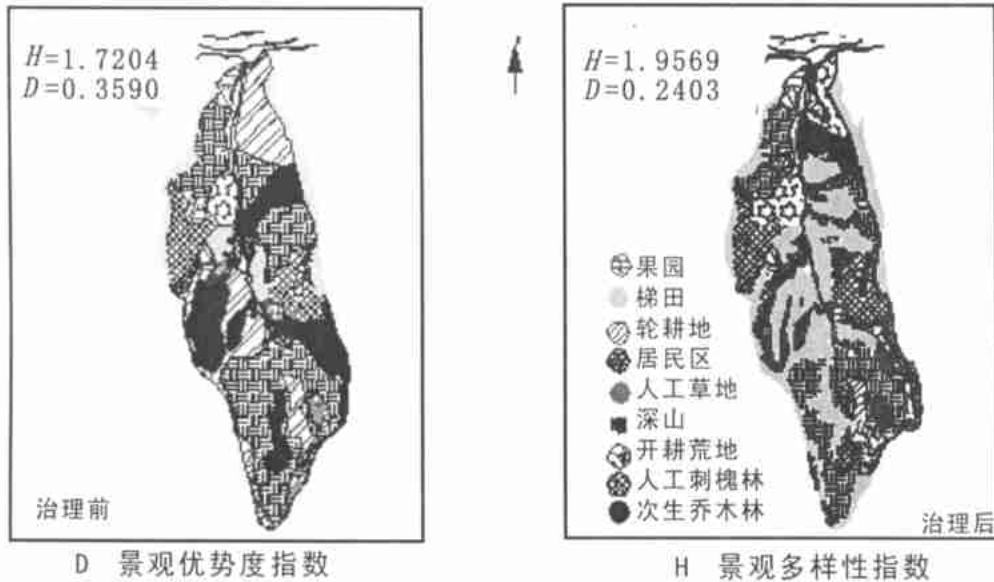 H=1.7204
D=0.3590
治理前
H=1.9569
D=0.2403
果园
梯田
轮耕地
居民区
人工草地
深山
开耕荒地
人工刺槐林
次生乔木林
治理后
D 景观优势度指数
H 景观多样性指数